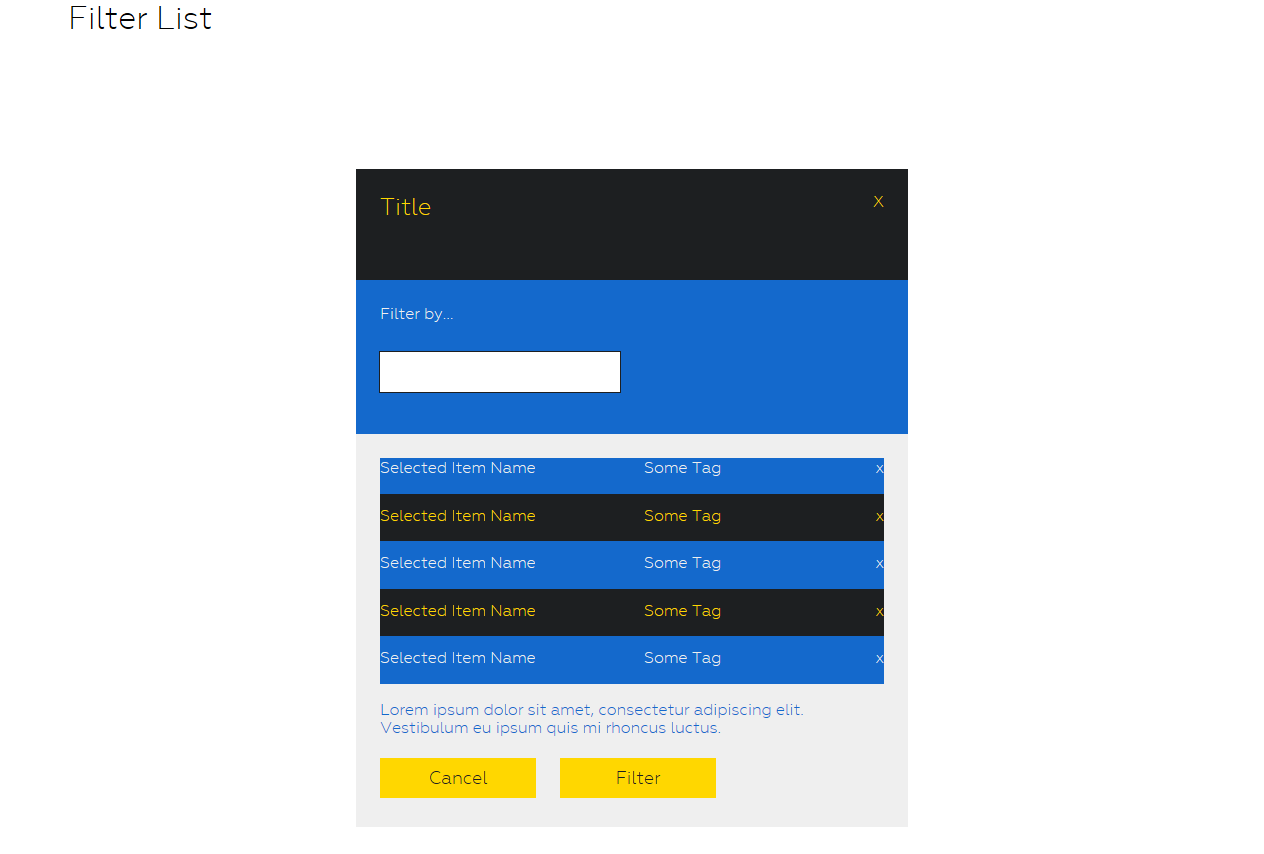 Filter List
Title X
Filter by...
Selected Item Name Some Tag x
Selected Item Name Some Tag x
Selected Item Name Some Tag x
Selected Item Name Some Tag x
Selected Item Name Some Tag x
Lorem ipsum dolor sit amet, consectetur adipiscing elit.
Vestibulum eu ipsum quis mi rhoncus luctus.
Cancel Filter